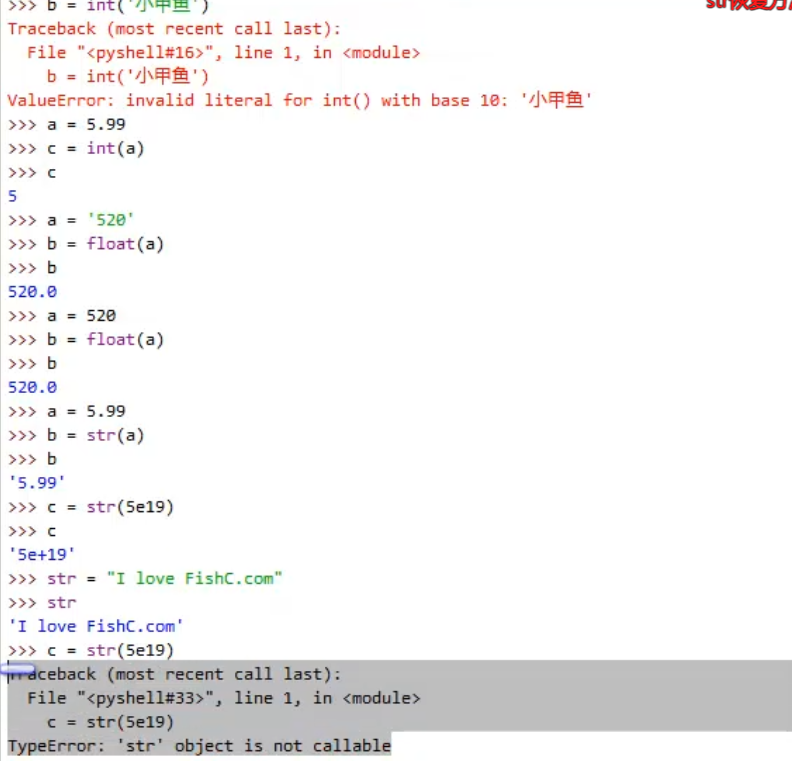 >>> b = int('小甲鱼')
Traceback (most recent call last):
  File "<pyshell#16>", line 1, in <module>
    b = int('小甲鱼')
ValueError: invalid literal for int() with base 10: '小甲鱼'
>>> a = 5.99
>>> c = int(a)
>>> c
5
>>> a = '520'
>>> b = float(a)
>>> b
520.0
>>> a = 520
>>> b = float(a)
>>> b
520.0
>>> a = 5.99
>>> b = str(a)
>>> b
'5.99'
>>> c = str(5e19)
>>> c
'5e+19'
>>> str = "I love FishC.com"
>>> str
'I love FishC.com'
>>> c = str(5e19)
Traceback (most recent call last):
  File "<pyshell#33>", line 1, in <module>
    c = str(5e19)
TypeError: 'str' object is not callable